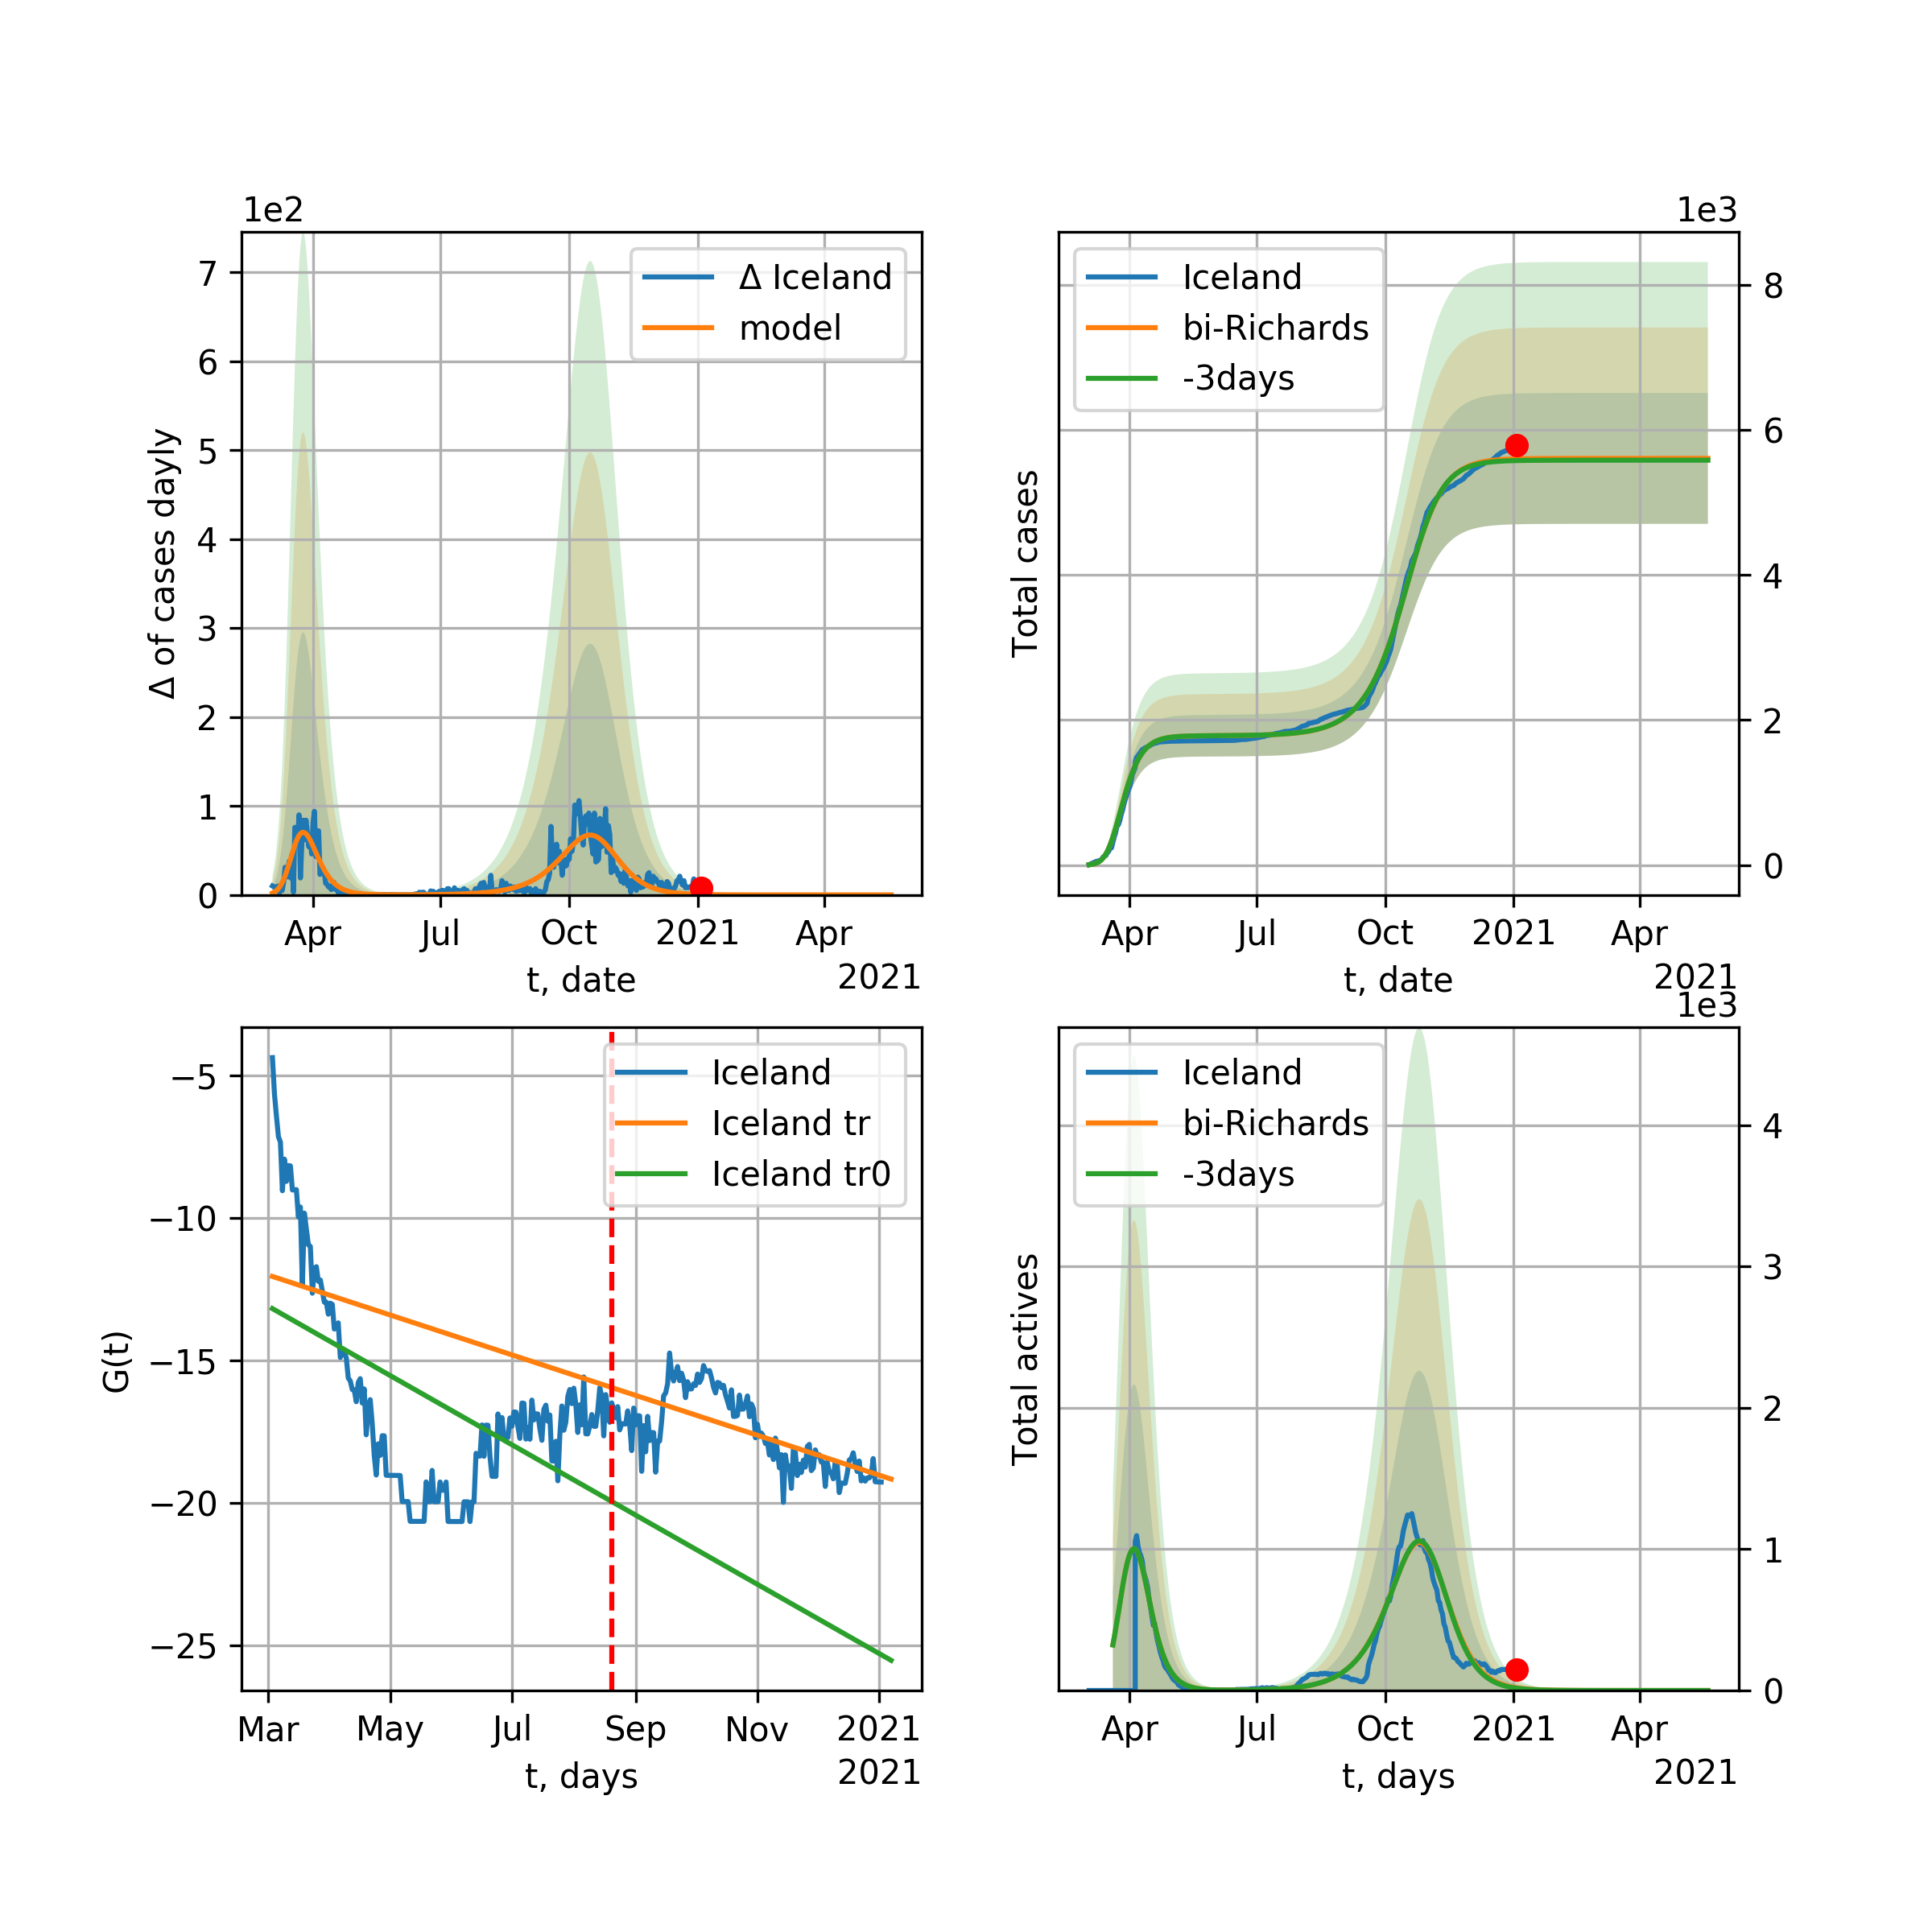 1e2
7
6
5
4
3
2
1
0
Δ of cases dayly
Δ Iceland
model
Apr
Jul
Oct
2021
Apr
t, date
2021
1e3
Total cases
Iceland
bi-Richards
-3days
8
6
4
2
0
Apr
Jul
Oct
2021
Apr
t, date
2021
−5
−10
−15
−20
−25
G(t)
Iceland
Iceland tr
Iceland tr0
Mar
May
Jul
Sep
Nov
2021
t, days
2021
1e3
Total actives
Iceland
bi-Richards
-3days
4
3
2
1
0
Apr
Jul
Oct
2021
Apr
t, days
2021